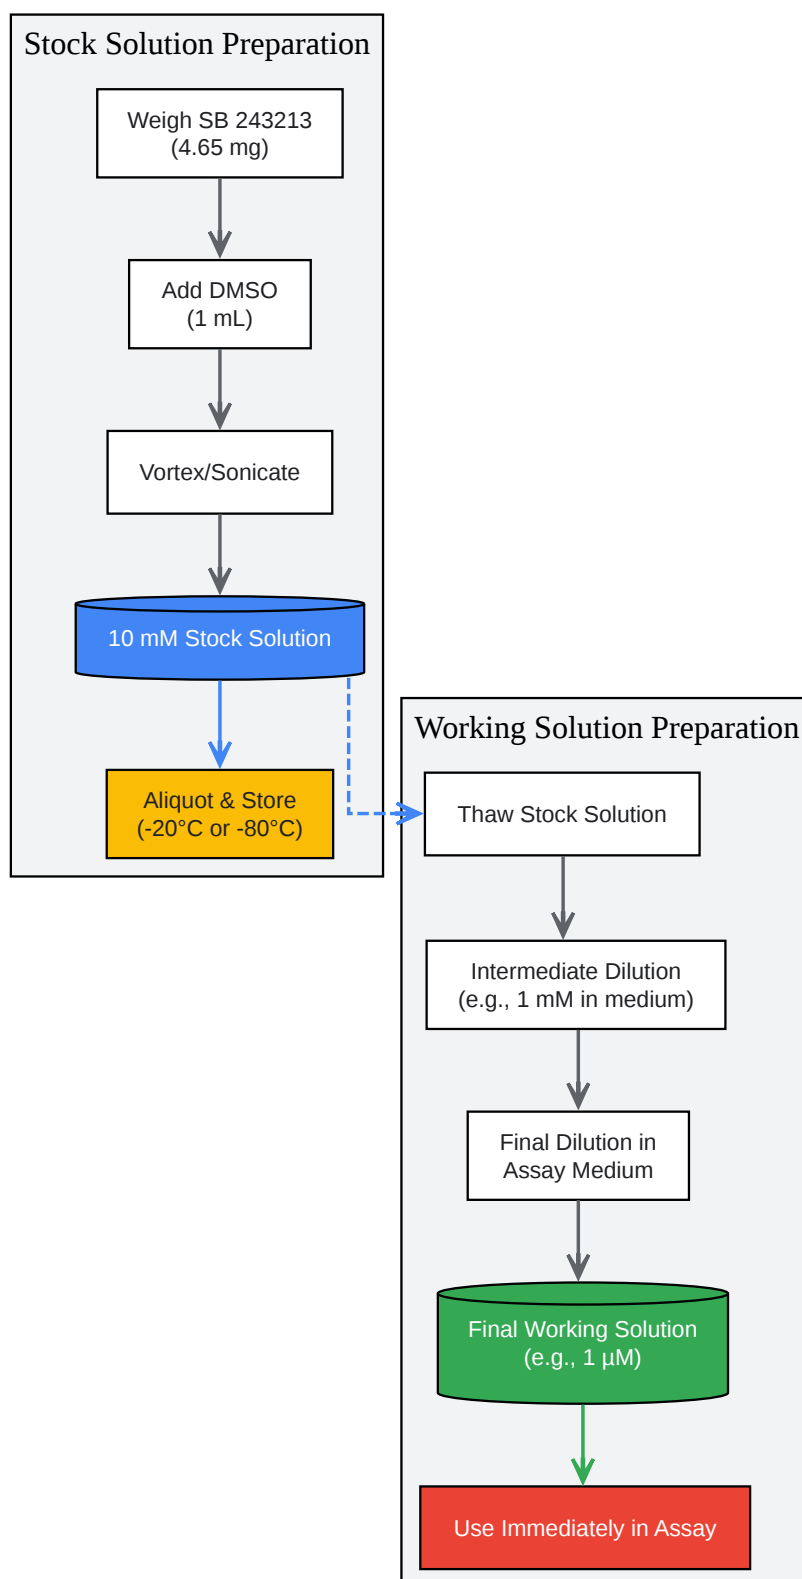 Stock Solution Preparation
Weigh SB 243213
(4.65 mg)
Add DMSO
(1 mL)
Vortex/Sonicate
10 mM Stock Solution
Aliquot & Store
(-20°C or -80°C)
Working Solution Preparation
Thaw Stock Solution
Intermediate Dilution
(e.g., 1 mM in medium)
Final Dilution in
Assay Medium
Final Working Solution
(e.g., 1 µM)
Use Immediately in Assay